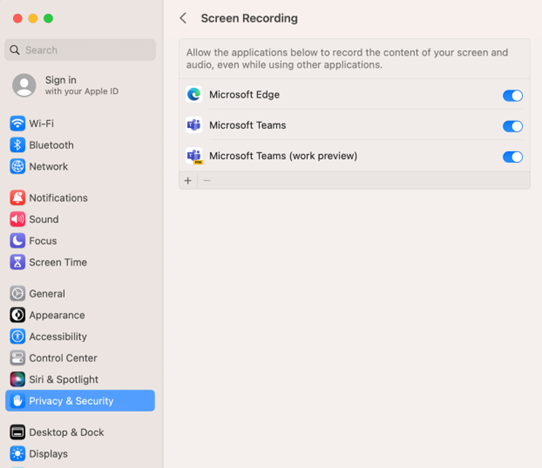 Screen Recording
Search
Allow the applications below to record the content of your screen and
audio, even while using other applications.
Sign in
with your Apple ID
Microsoft Edge
Microsoft Teams
Microsoft Teams (work preview)
+ −
Wi-Fi
Bluetooth
Network
Notifications
Sound
Focus
Screen Time
General
Appearance
Accessibility
Control Center
Siri & Spotlight
Privacy & Security
Desktop & Dock
Displays